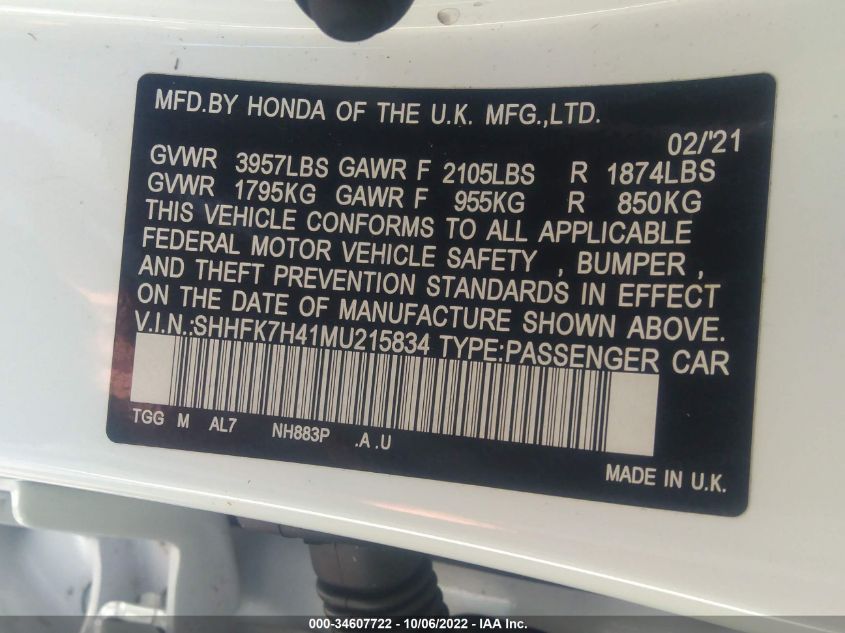 MFD.BY HONDA OF THE U.K. MFG.,LTD.
02/'21
GVWR 3957LBS GAWR F 2105LBS R 1874LBS
GVWR 1795KG GAWR F 955KG R 850KG
THIS VEHICLE CONFORMS TO ALL APPLICABLE
FEDERAL MOTOR VEHICLE SAFETY , BUMPER ,
AND THEFT PREVENTION STANDARDS IN EFFECT
ON THE DATE OF MANUFACTURE SHOWN ABOVE.
V.I.N.:SHHFK7H41MU215834 TYPE:PASSENGER CAR
TGG M AL7 NH883P .A .U
MADE IN U.K.
000-34607722 - 10/06/2022 - IAA Inc.